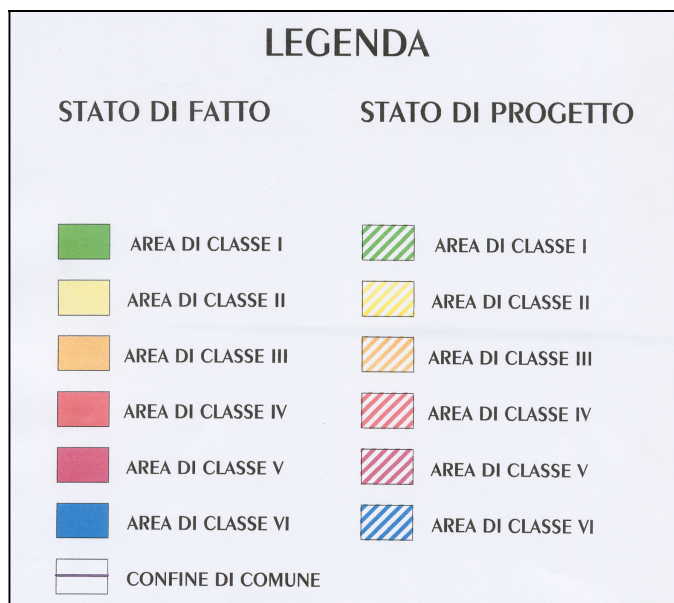 LEGENDA
STATO DI FATTO
AREA DI CLASSE I
AREA DI CLASSE II
AREA DI CLASSE III
AREA DI CLASSE IV
AREA DI CLASSE V
AREA DI CLASSE VI
CONFINE DI COMUNE
STATO DI PROGETTO
AREA DI CLASSE I
AREA DI CLASSE II
AREA DI CLASSE III
AREA DI CLASSE IV
AREA DI CLASSE V
AREA DI CLASSE VI